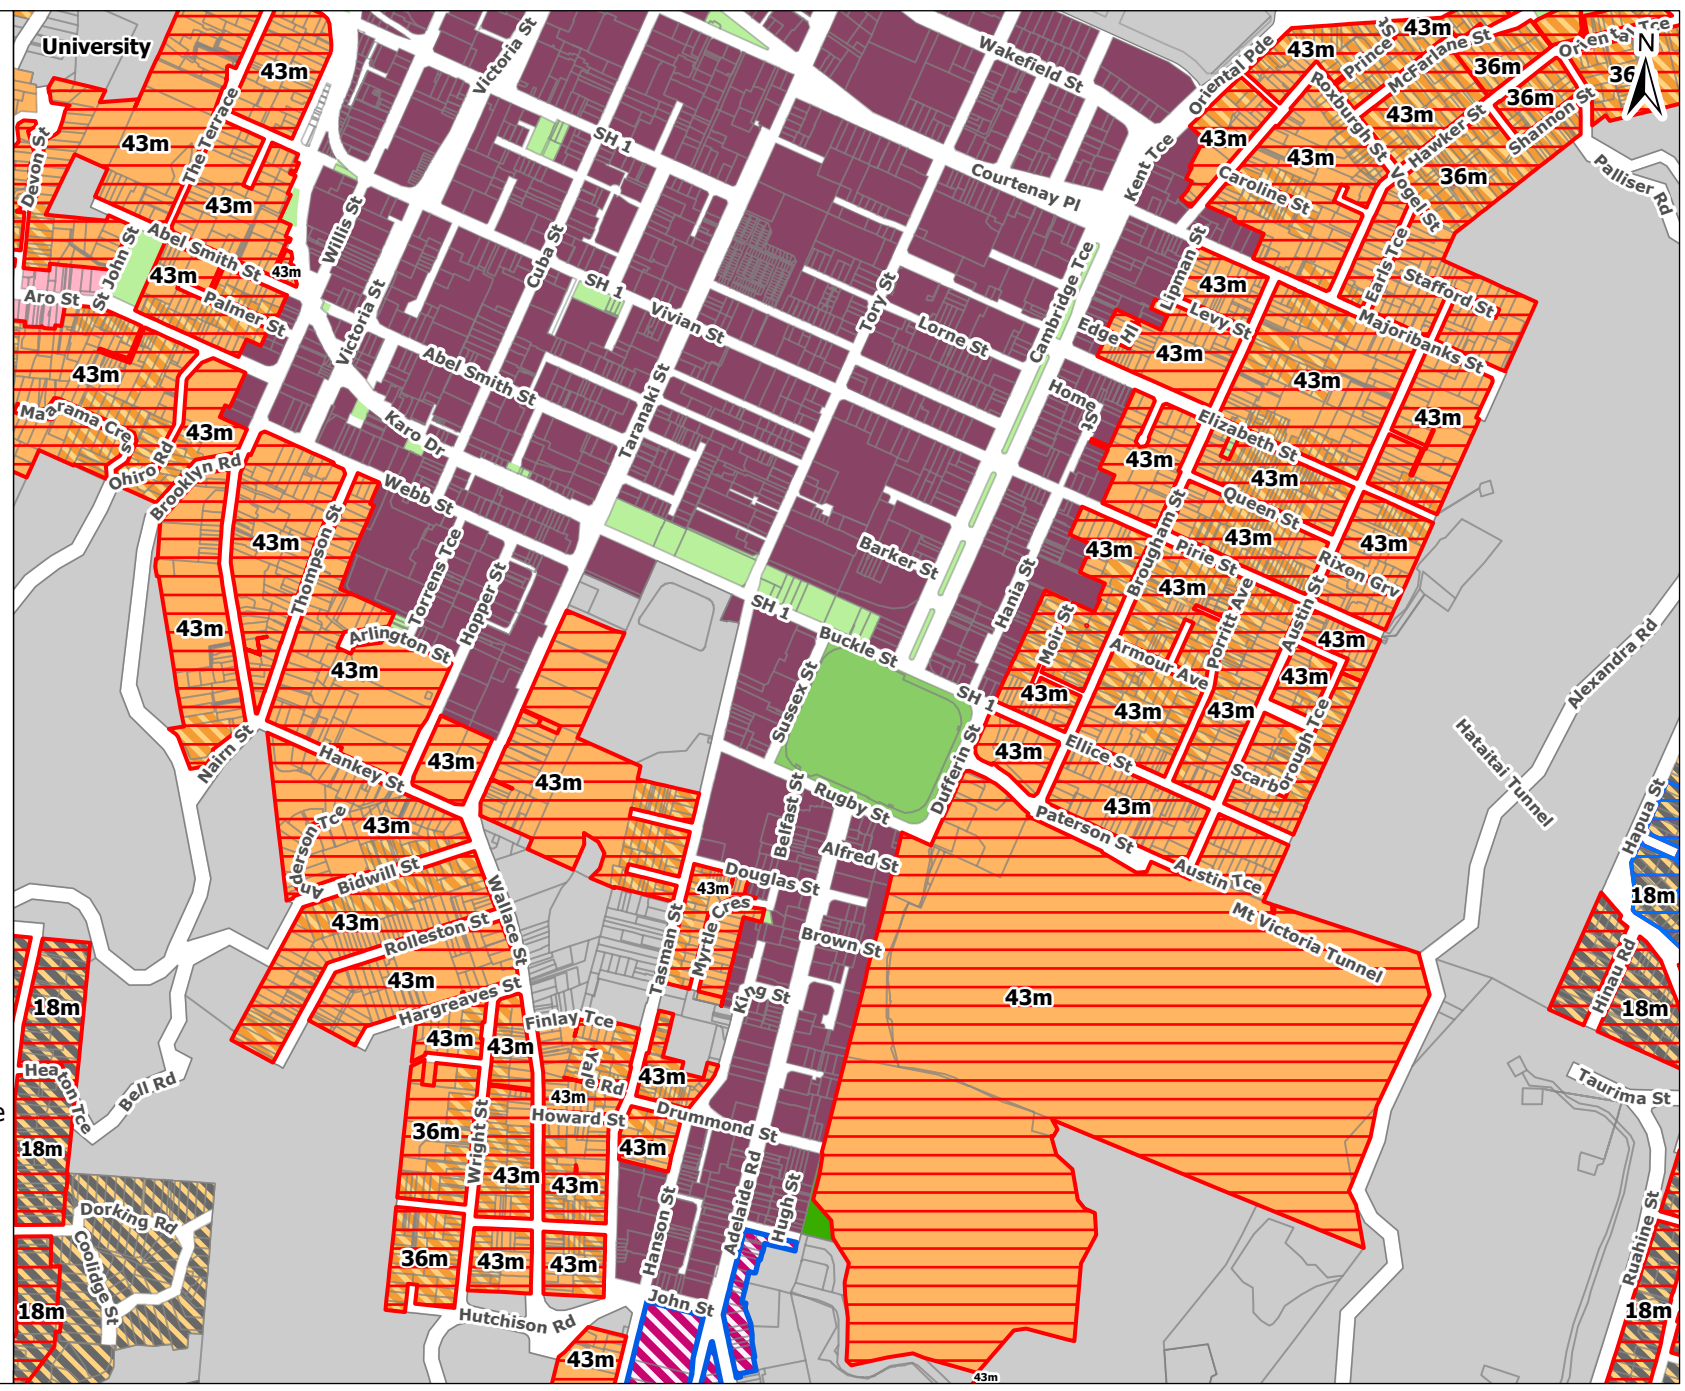 University
Victoria St
Wakefield St
Oriental Pde
43m
Prince St
43m
McFarlane St
Oriental Tce
N
36m
36
36m
43m
The Terrace
43m
SH 1
Kent Tce
43m
Roxburgh St
43m
43m
Hawker St
Shannon St
Devon St
Courtenay Pl
Caroline St
Vogel St
36m
Palliser Rd
43m
Willis St
Abel Smith St
St John St
43m
43m
Cuba St
SH 1
Vivian St
Tory St
Cambridge Tce
Lipman St
43m
Earls Tce
Stafford St
Aro St
Palmer St
Victoria St
Lorne St
Edge Hl
Levy St
43m
Majoribanks St
43m
Abel Smith St
Taranaki St
Home St
43m
43m
Maarama Cres
43m
Karo Dr
Elizabeth St
43m
Ohiro Rd
Brooklyn Rd
Webb St
43m
Queen St
43m
Thompson St
Torrens Tce
Hopper St
Barker St
43m
Brougham St
Pirie St
43m
Rixon Grv
43m
43m
Hania St
Moir St
Porritt Ave
Austin St
43m
SH 1
Buckle St
Arlington St
43m
Sussex St
Armour Ave
43m
Alexandra Rd
SH 1
43m
43m
43m
Nairn St
Hankey St
43m
43m
Dufferin St
43m
Ellice St
Scarborough Tce
Hataitai Tunnel
Anderson Tce
43m
Belfast St
Rugby St
43m
Paterson St
Hapua St
Bidwill St
Alfred St
Douglas St
Austin Tce
43m
Wallace St
43m
Myrtle Cres
Mt Victoria Tunnel
18m
Rolleston St
Tasman St
Brown St
43m
Hargreaves St
King St
43m
Hinau Rd
18m
18m
Finlay Tce
43m
43m
Yale Rd
43m
Heaton Tce
Bell Rd
43m
Taurima St
e
36m
Wright St
Howard St
Drummond St
18m
43m
43m
43m
Adelaide Rd
Hugh St
Hanson St
Dorking Rd
Coolidge St
36m
43m
43m
Ruahine St
18m
Hutchison Rd
John St
18m
43m
43m